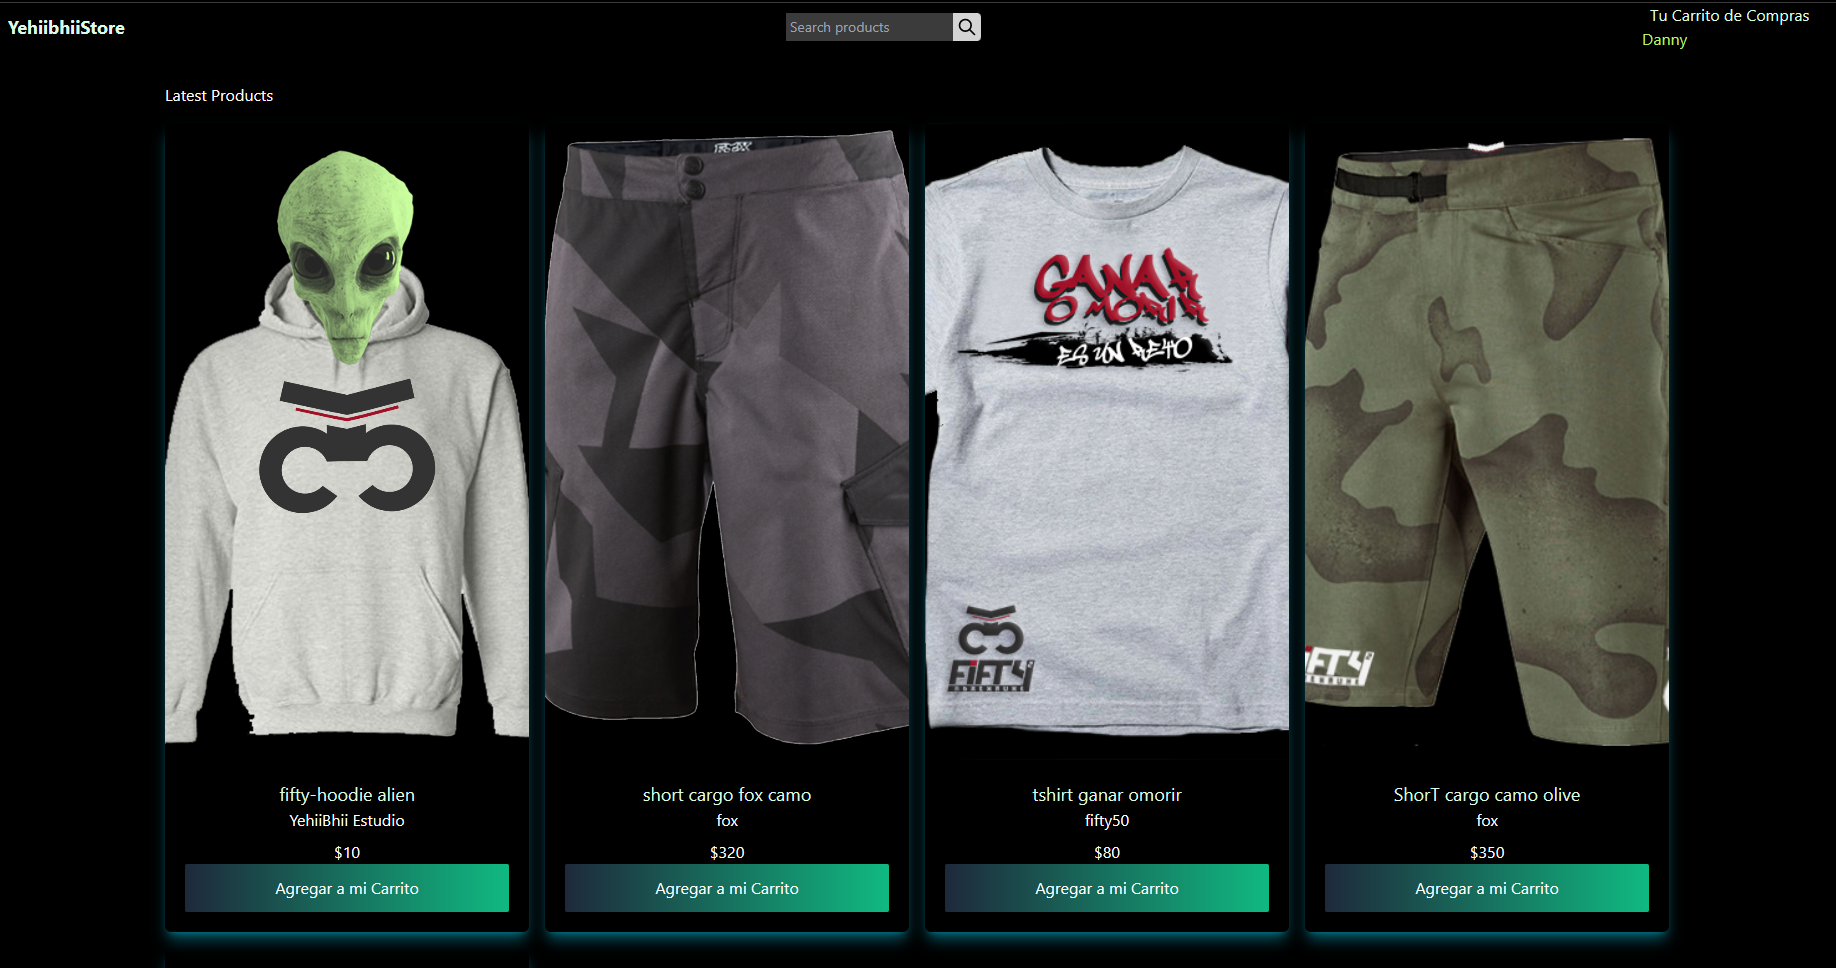 YehiibhiiStore
Search products
Tu Carrito de Compras
Danny
Latest Products
GANAR
O MORIR
ES UN RETO
FIFTY
FIFTY
fifty-hoodie alien
YehiiBhii Estudio
$10
Agregar a mi Carrito
short cargo fox camo
fox
$320
Agregar a mi Carrito
tshirt ganar omorir
fifty50
$80
Agregar a mi Carrito
ShorT cargo camo olive
fox
$350
Agregar a mi Carrito